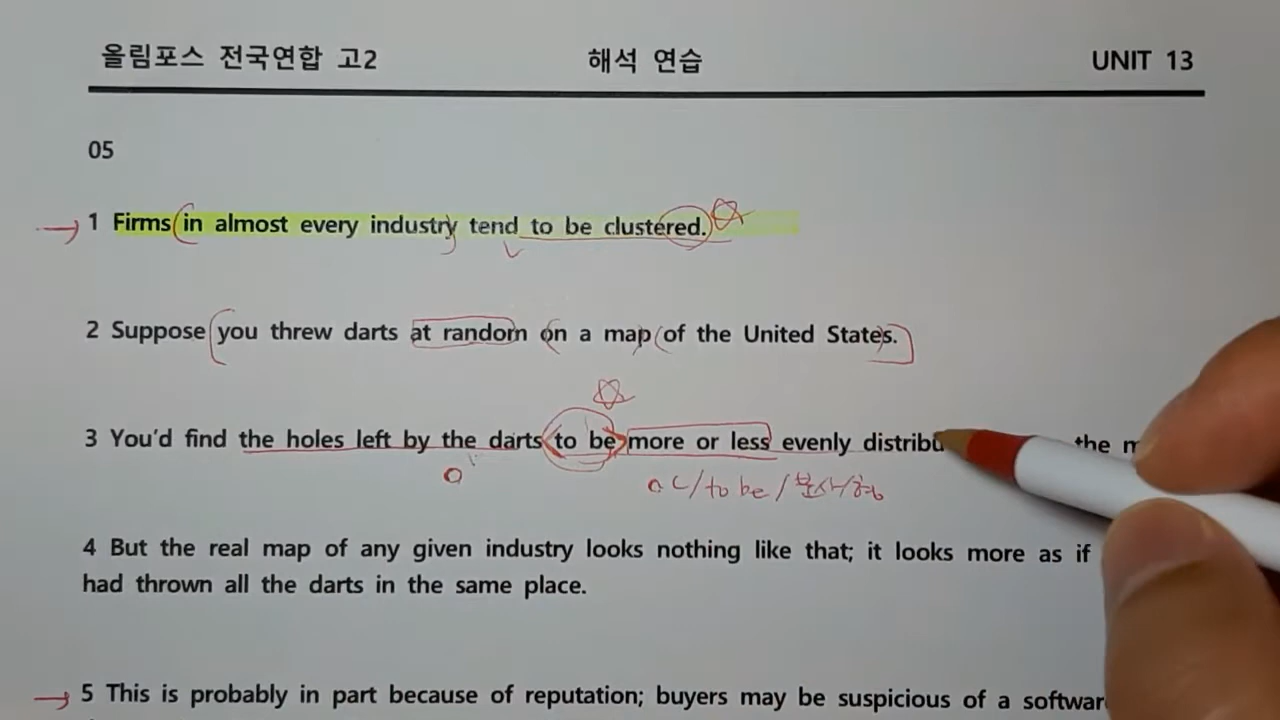 올림포스 전국연합 고2 해석 연습 UNIT 13
05
1 Firms in almost every industry tend to be clustered.
2 Suppose you threw darts at random on a map of the United States.
3 You'd find the holes left by the darts to be more or less evenly the
O OC/to be/분사/형
4 But the real map of any given industry looks nothing like that; it looks more as if
had thrown all the darts in the same place.
5 This is probably in part because of reputation; buyers may be suspicious of a